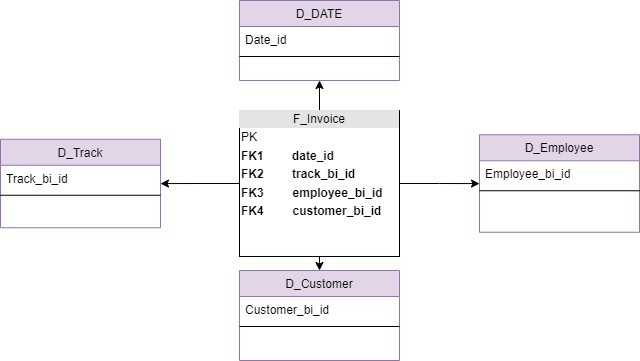 D_DATE
Date_id
F_Invoice
PK
FK1 date_id
FK2 track_bi_id
FK3 employee_bi_id
FK4 customer_bi_id
D_Track
Track_bi_id
D_Employee
Employee_bi_id
D_Customer
Customer_bi_id